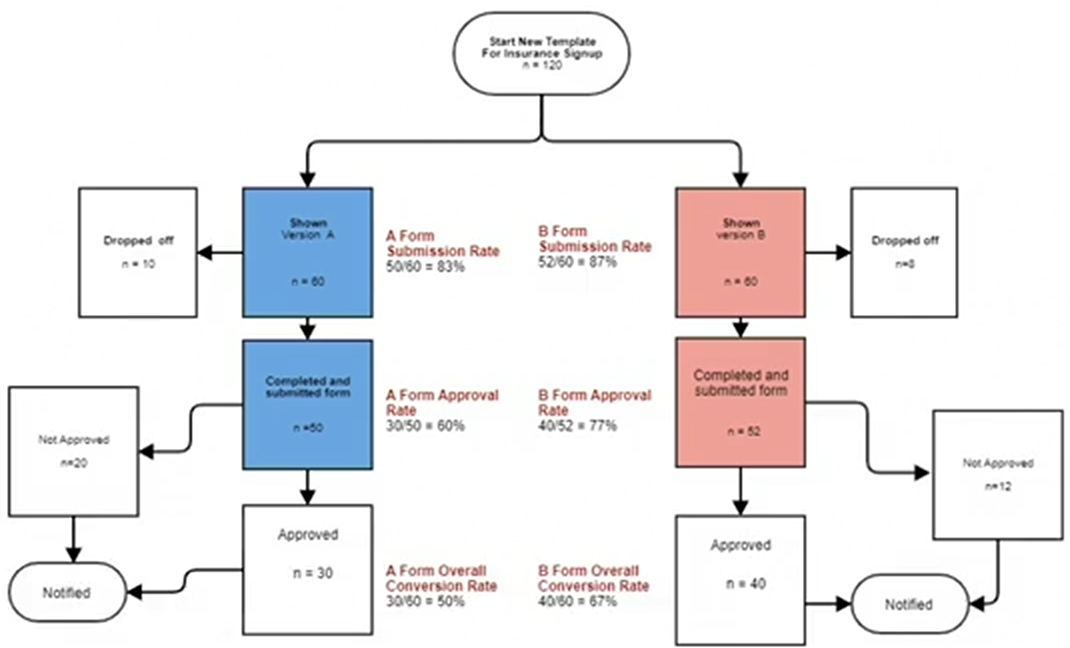 Start New Template
For Insurance Signup
n = 120
Dropped off
n = 10
Shown
Version A
n = 60
A Form
Submission Rate
50/60 = 83%
B Form
Submission Rate
52/60 = 87%
Shown
version B
n = 60
Dropped off
n=8
Completed and
submitted form
n =50
A Form Approval
Rate
30/50 = 60%
B Form Approval
Rate
40/52 = 77%
Completed and
submitted form
n = 52
Not Approved
n=20
Not Approved
n=12
Approved
n = 30
A Form Overall
Conversion Rate
30/60 = 50%
B Form Overall
Conversion Rate
40/60 = 67%
Approved
n = 40
Notified
Notified